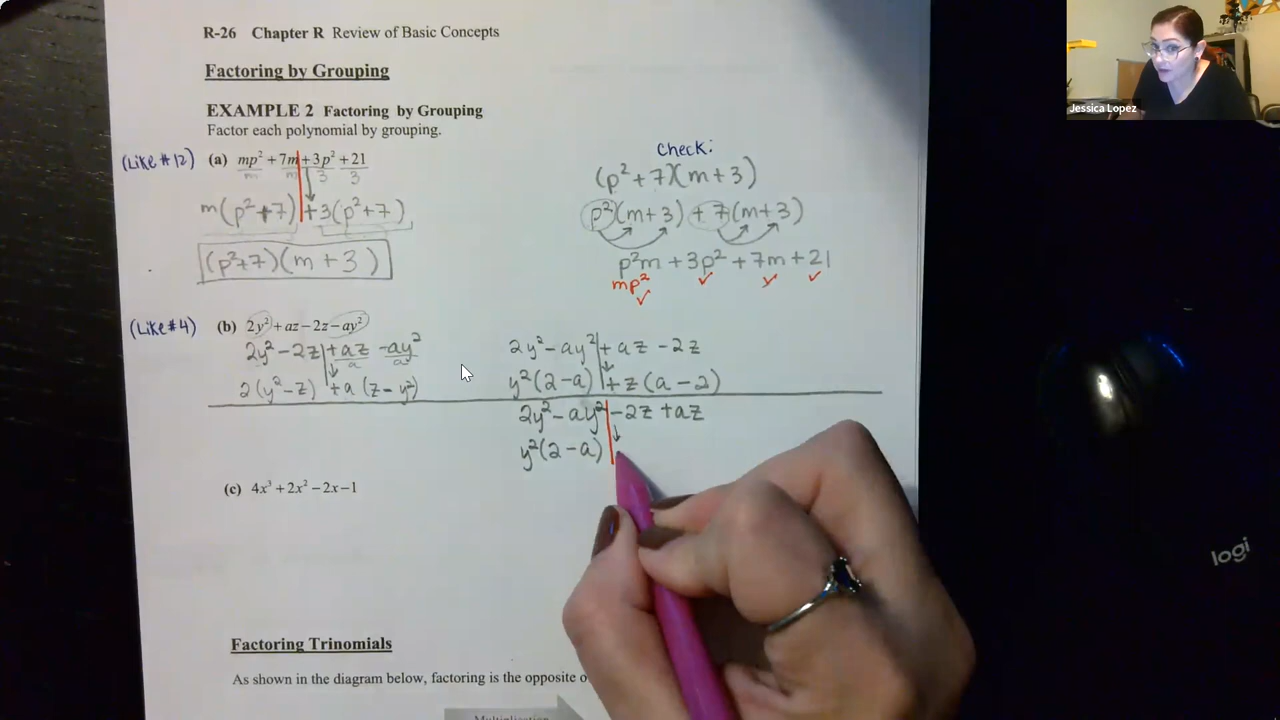 R-26 Chapter R Review of Basic Concepts
Factoring by Grouping
EXAMPLE 2 Factoring by Grouping
Factor each polynomial by grouping.
(Like #12) (a) mp² + 7m + 3p² + 21
m m 3 3
m(p² + 7) + 3(p² + 7)
(p²+7)(m + 3)
check:
(p² + 7)(m + 3)
p²(m + 3) + 7(m + 3)
p²m + 3p² + 7m + 21
mp²
(Like #4) (b) 2y² + az – 2z – ay²
2y² - 2z + az - ay²
a a
2(y² - z) + a(z - y²)
2y² - ay² + az - 2z
y²(2 - a) + z(a - 2)
2y² - ay² - 2z + az
y²(2 - a)
(c) 4x³ + 2x² – 2x – 1
Factoring Trinomials
As shown in the diagram below, factoring is the opposite o
Multiplication
Jessica Lopez
logi